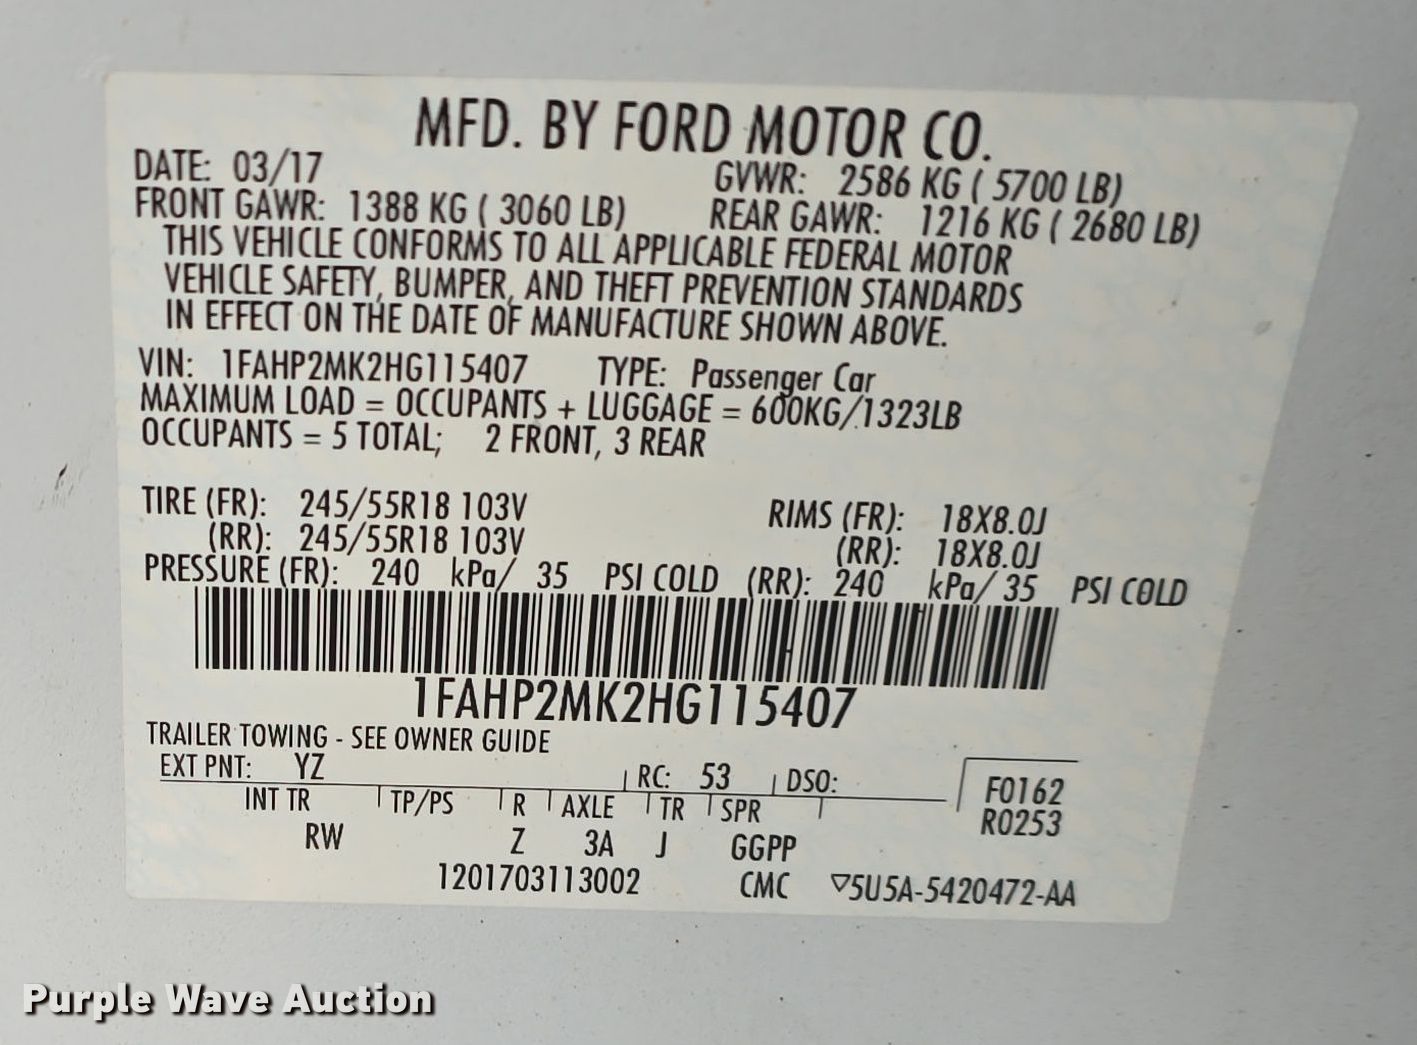 MFD. BY FORD MOTOR CO.
DATE: 03/17 GVWR: 2586 KG ( 5700 LB)
FRONT GAWR: 1388 KG ( 3060 LB) REAR GAWR: 1216 KG ( 2680 LB)
THIS VEHICLE CONFORMS TO ALL APPLICABLE FEDERAL MOTOR
VEHICLE SAFETY, BUMPER, AND THEFT PREVENTION STANDARDS
IN EFFECT ON THE DATE OF MANUFACTURE SHOWN ABOVE.
VIN: 1FAHP2MK2HG115407 TYPE: Passenger Car
MAXIMUM LOAD = OCCUPANTS + LUGGAGE = 600KG/1323LB
OCCUPANTS = 5 TOTAL; 2 FRONT, 3 REAR
TIRE (FR): 245/55R18 103V RIMS (FR): 18X8.0J
(RR): 245/55R18 103V (RR): 18X8.0J
PRESSURE (FR): 240 kPa/ 35 PSI COLD (RR): 240 kPa/ 35 PSI COLD
1FAHP2MK2HG115407
TRAILER TOWING - SEE OWNER GUIDE
EXT PNT: YZ RC: 53 DSO:
INT TR TP/PS R AXLE TR SPR F0162
RW Z 3A J GGPP R0253
1201703113002 CMC ▽5U5A-5420472-AA
Purple Wave Auction